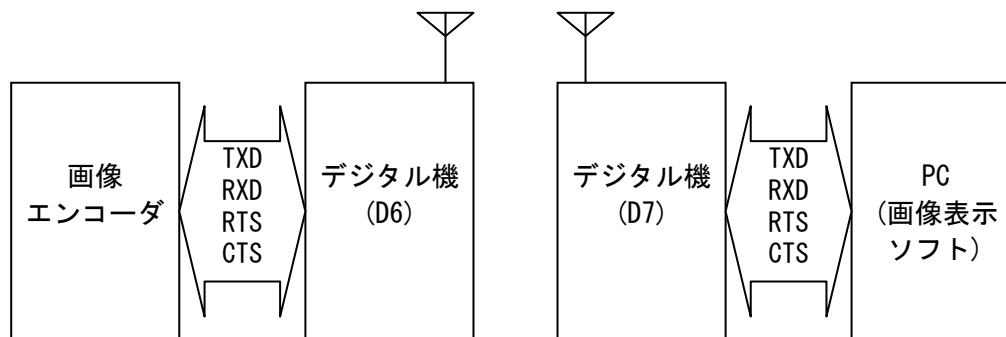 画像
エンコーダ
TXD
RXD
RTS
CTS
デジタル機
(D6)
デジタル機
(D7)
TXD
RXD
RTS
CTS
PC
(画像表示
ソフト)